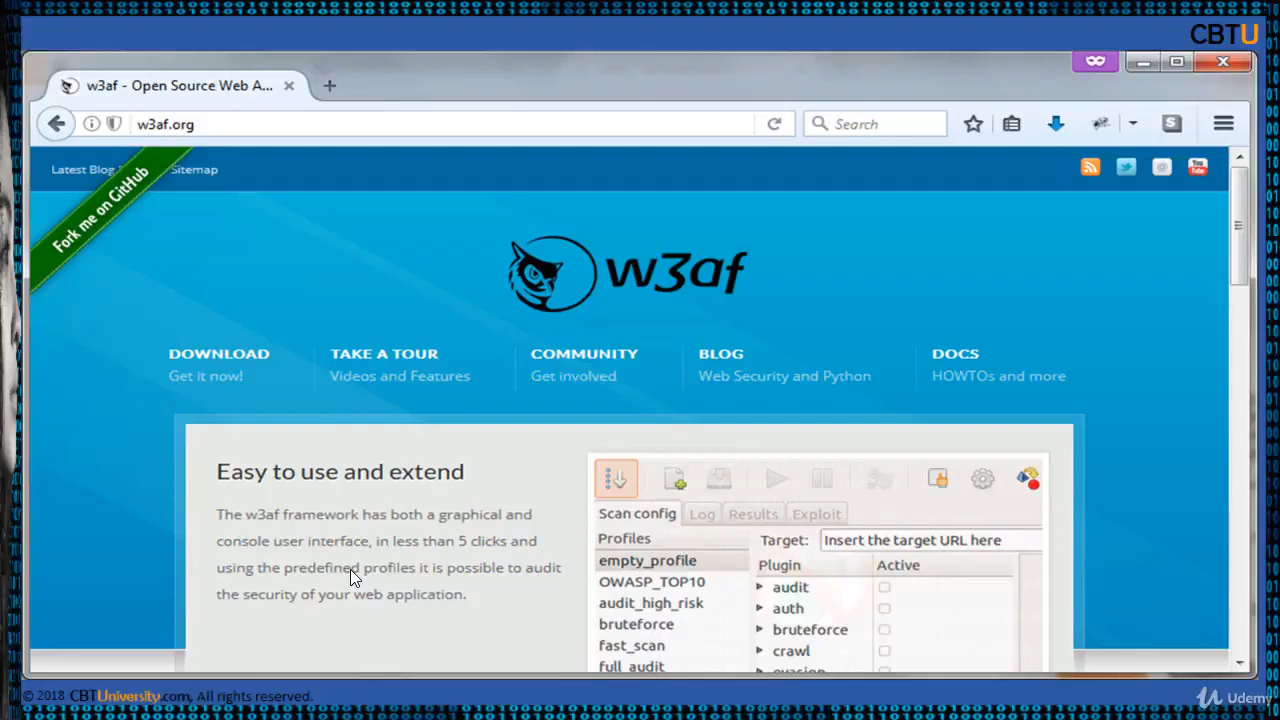 CBTU
w3af - Open Source Web A...
w3af.org
Search
S
Latest Blog
Sitemap
You
Tube
Fork me on GitHub
w3af
DOWNLOAD
TAKE A TOUR
COMMUNITY
BLOG
DOCS
Get it now!
Videos and Features
Get involved
Web Security and Python
HOWTOs and more
Easy to use and extend
The w3af framework has both a graphical and
console user interface, in less than 5 clicks and
using the predefined profiles it is possible to audit
the security of your web application.
Scan config
Log
Results
Exploit
Profiles
Target:
Insert the target URL here
empty_profile
Plugin
Active
OWASP_TOP10
audit
audit_high_risk
auth
bruteforce
bruteforce
fast_scan
crawl
full_audit
evasion
© 2018 CBTUniversity.com, All rights reserved.
Udemy